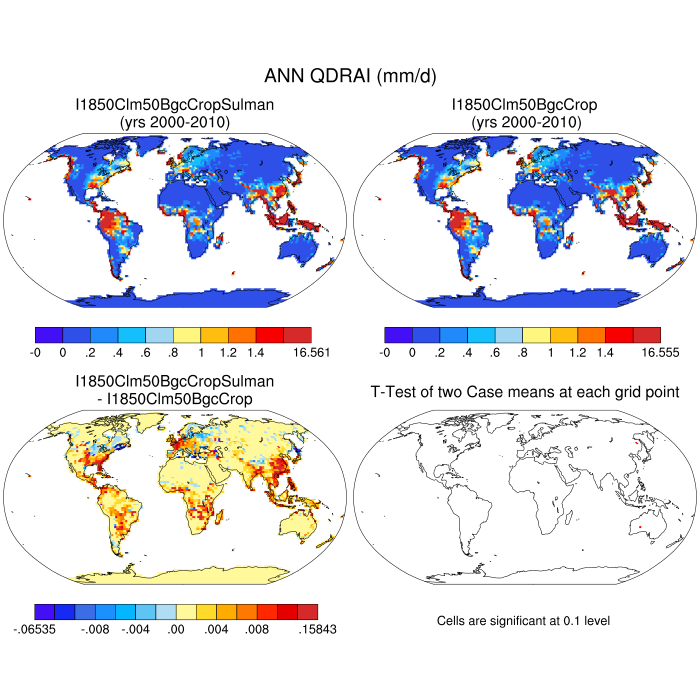 ANN QDRAI (mm/d)
I1850Clm50BgcCropSulman
(yrs 2000-2010)
I1850Clm50BgcCrop
(yrs 2000-2010)
-0 0 .2 .4 .6 .8 1 1.2 1.4 16.561
-0 0 .2 .4 .6 .8 1 1.2 1.4 16.555
I1850Clm50BgcCropSulman
- I1850Clm50BgcCrop
T-Test of two Case means at each grid point
-.06535 -.008 -.004 .00 .004 .008 .15843
Cells are significant at 0.1 level